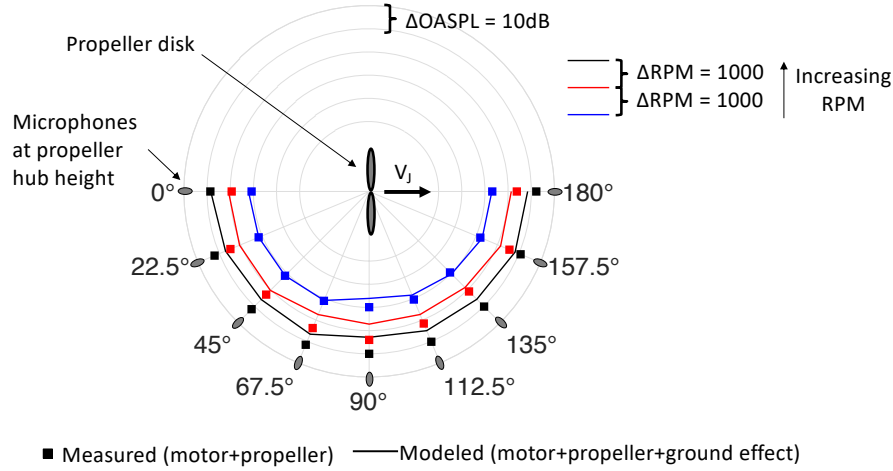 ΔOASPL = 10dB
Propeller disk
ΔRPM = 1000
ΔRPM = 1000
Increasing
RPM
Microphones
at propeller
hub height
V_J
0°
180°
22.5°
157.5°
45°
135°
67.5°
112.5°
90°
Measured (motor+propeller)
Modeled (motor+propeller+ground effect)